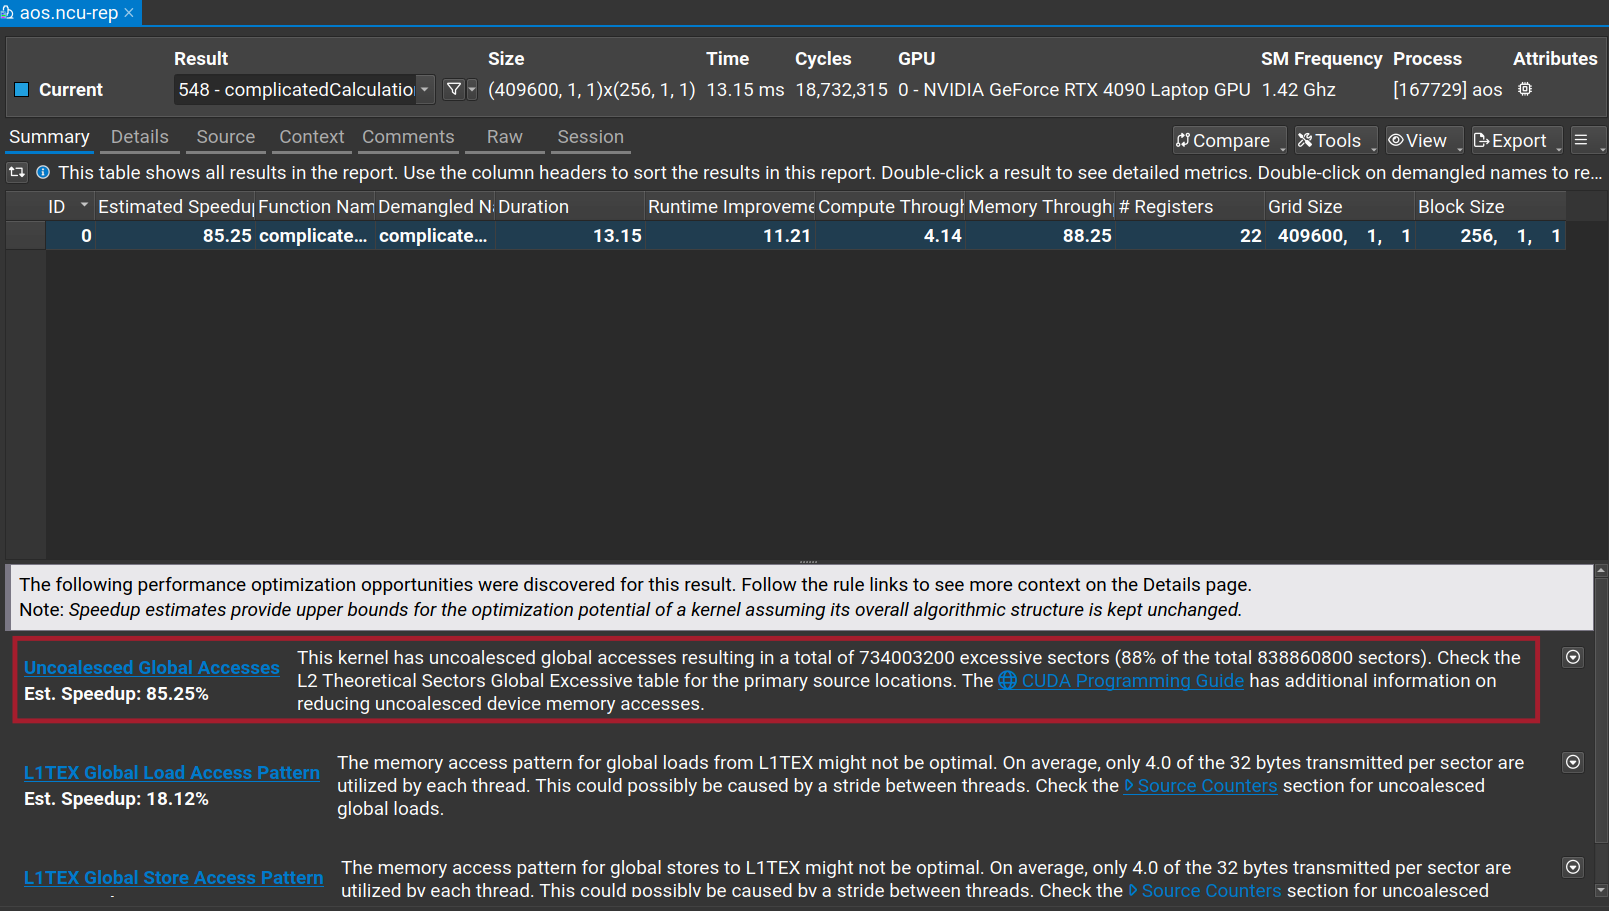 aos.ncu-rep
Result Size Time Cycles GPU SM Frequency Process Attributes
Current 548 - complicatedCalculatio (409600, 1, 1)x(256, 1, 1) 13.15 ms 18,732,315 0 - NVIDIA GeForce RTX 4090 Laptop GPU 1.42 Ghz [167729] aos
Summary Details Source Context Comments Raw Session Compare Tools View Export
This table shows all results in the report. Use the column headers to sort the results in this report. Double-click a result to see detailed metrics. Double-click on demangled names to re...
ID Estimated Speedup Function Nam Demangled Na Duration Runtime Improveme Compute Through Memory Through # Registers Grid Size Block Size
0 85.25 complicate... complicate... 13.15 11.21 4.14 88.25 22 409600, 1, 1 256, 1, 1
The following performance optimization opportunities were discovered for this result. Follow the rule links to see more context on the Details page.
Note: Speedup estimates provide upper bounds for the optimization potential of a kernel assuming its overall algorithmic structure is kept unchanged.
Uncoalesced Global Accesses
Est. Speedup: 85.25%
This kernel has uncoalesced global accesses resulting in a total of 734003200 excessive sectors (88% of the total 838860800 sectors). Check the
L2 Theoretical Sectors Global Excessive table for the primary source locations. The CUDA Programming Guide has additional information on
reducing uncoalesced device memory accesses.
L1TEX Global Load Access Pattern
Est. Speedup: 18.12%
The memory access pattern for global loads from L1TEX might not be optimal. On average, only 4.0 of the 32 bytes transmitted per sector are
utilized by each thread. This could possibly be caused by a stride between threads. Check the Source Counters section for uncoalesced
global loads.
L1TEX Global Store Access Pattern
The memory access pattern for global stores to L1TEX might not be optimal. On average, only 4.0 of the 32 bytes transmitted per sector are
utilized by each thread. This could possibly be caused by a stride between threads. Check the Source Counters section for uncoalesced